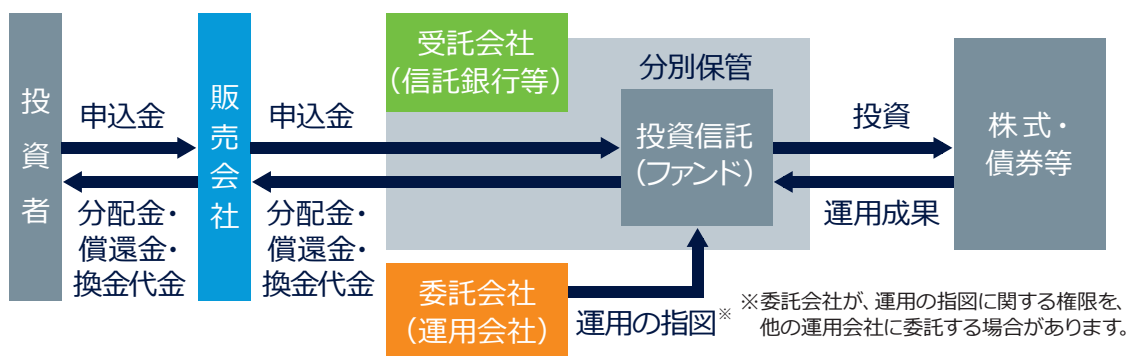 投資者
申込金
分配金・
償還金・
換金代金
販売会社
申込金
分配金・
償還金・
換金代金
受託会社
（信託銀行等）
分別保管
投資信託
（ファンド）
委託会社
（運用会社）
運用の指図※
投資
運用成果
株式・
債券等
※委託会社が、運用の指図に関する権限を、
他の運用会社に委託する場合があります。